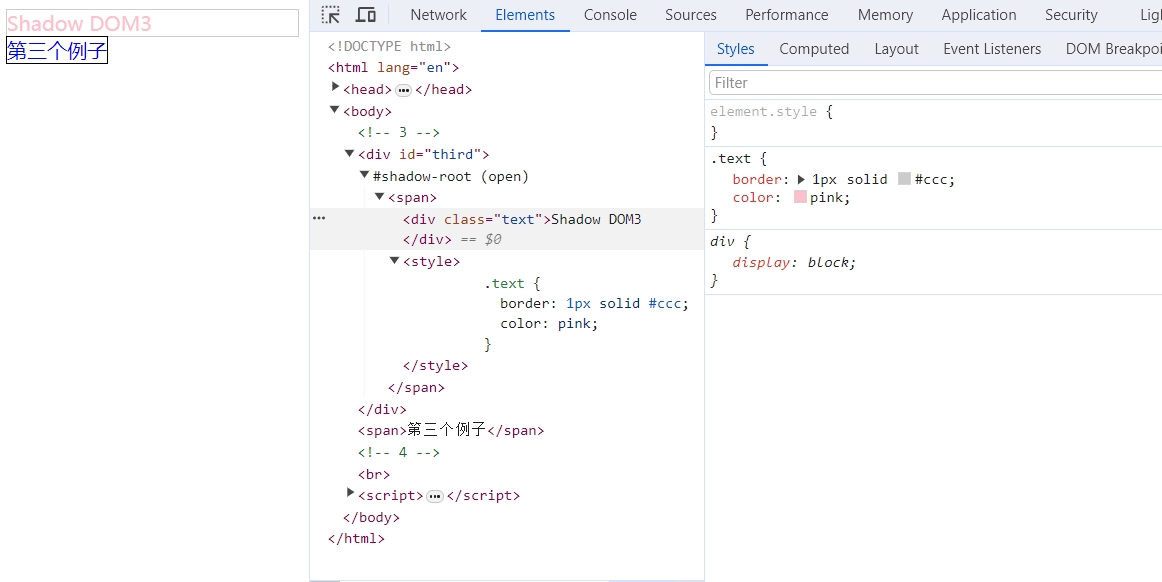 Shadow DOM3
第三个例子
Network Elements Console Sources Performance Memory Application Security Lig
<!DOCTYPE html>
<html lang="en">
<head> ••• </head>
<body>
<!-- 3 -->
<div id="third">
#shadow-root (open)
<span>
<div class="text">Shadow DOM3
</div> == $0
<style>
.text {
border: 1px solid #ccc;
color: pink;
}
</style>
</span>
</div>
<span>第三个例子</span>
<!-- 4 -->
<br>
<script> ••• </script>
</body>
</html>
Styles Computed Layout Event Listeners DOM Breakpoi
Filter
element.style {
}
.text {
border: 1px solid #ccc;
color: pink;
}
div {
display: block;
}